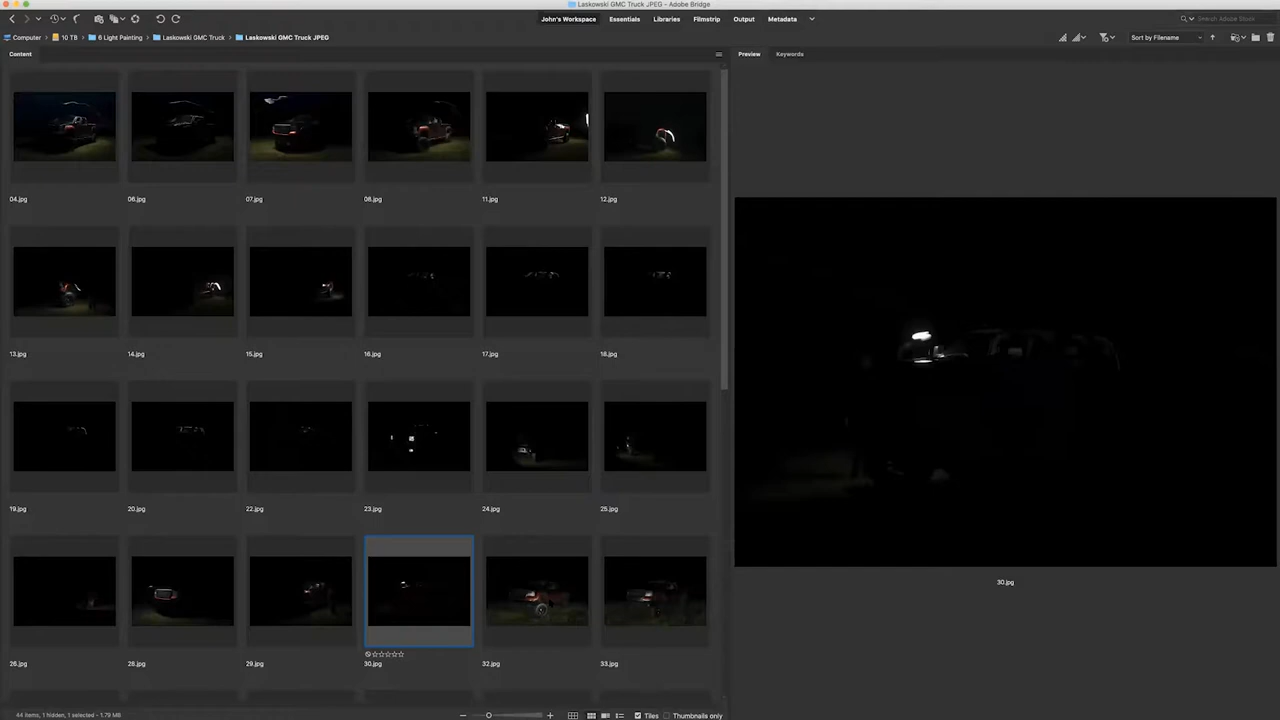 Laskowski GMC Truck JPEG - Adobe Bridge
John's Workspace Essentials Libraries Filmstrip Output Metadata Search Adobe Stock
Computer 10 TB 6 Light Painting Laskowski GMC Truck Laskowski GMC Truck JPEG Sort by Filename
Content Preview Keywords
04.jpg 06.jpg 07.jpg 08.jpg 11.jpg 12.jpg
13.jpg 14.jpg 15.jpg 16.jpg 17.jpg 18.jpg
19.jpg 20.jpg 22.jpg 23.jpg 24.jpg 25.jpg
30.jpg
26.jpg 28.jpg 29.jpg 30.jpg 32.jpg 33.jpg
44 items, 1 hidden, 1 selected - 1.79 MB Tiles Thumbnails only